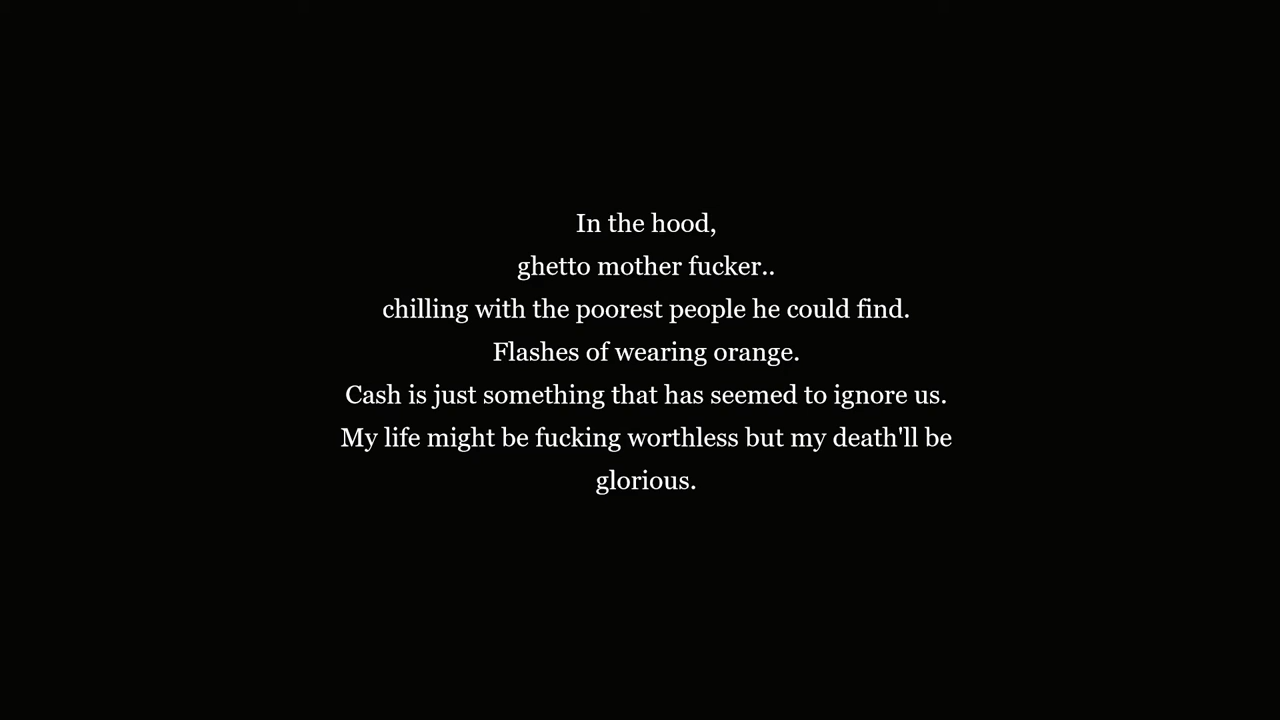 In the hood,
ghetto mother fucker..
chilling with the poorest people he could find.
Flashes of wearing orange.
Cash is just something that has seemed to ignore us.
My life might be fucking worthless but my death'll be
glorious.